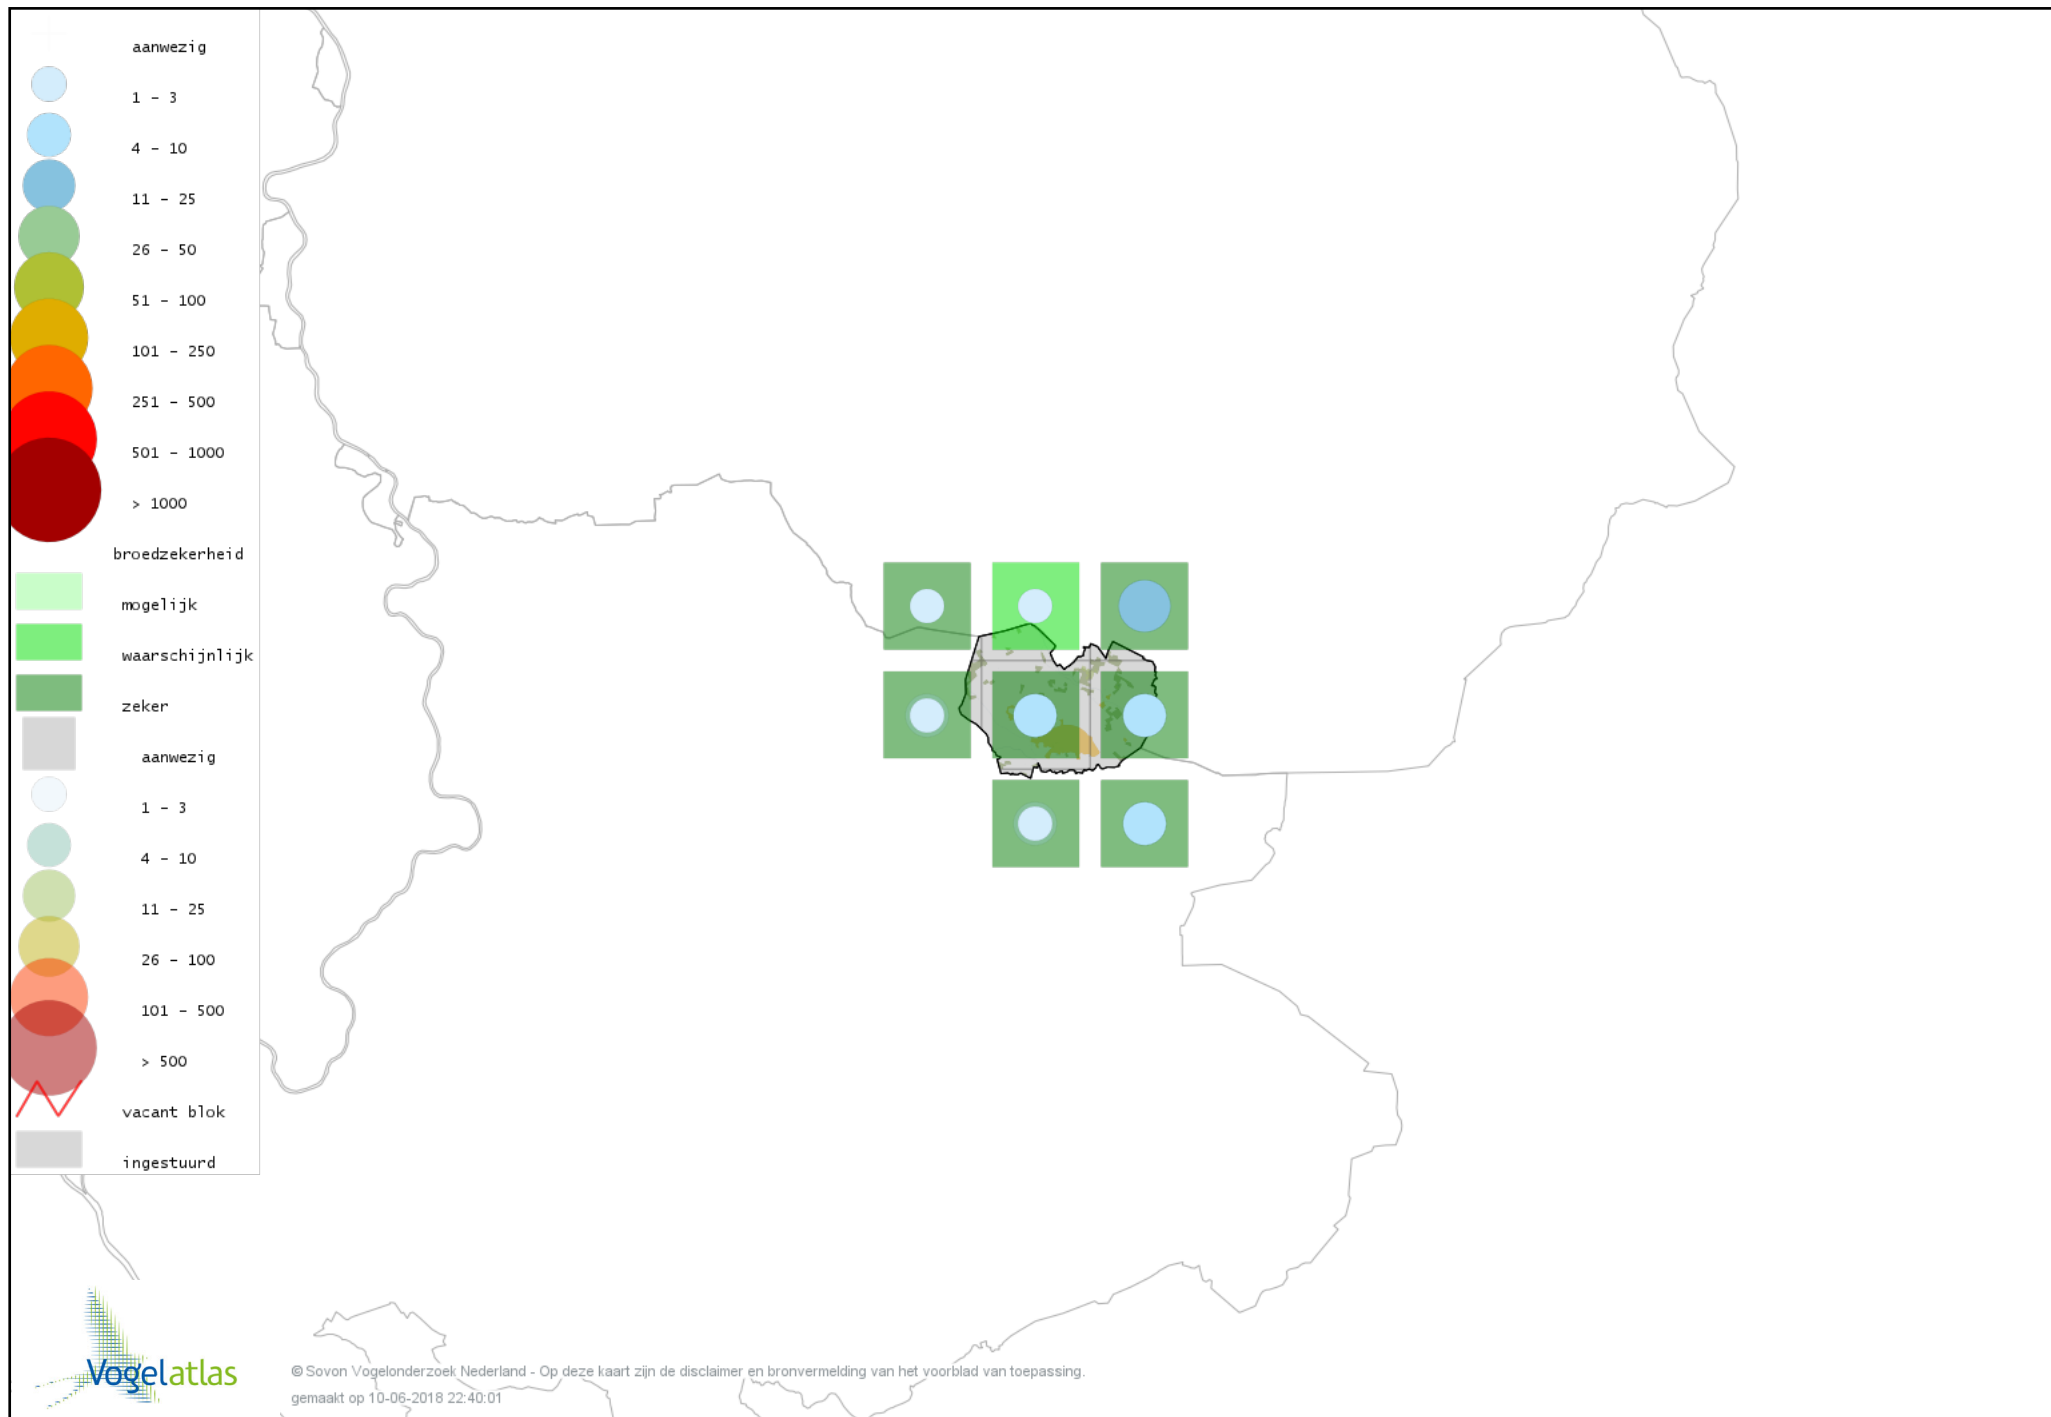 aanwezig
1 - 3
4 - 10
11 - 25
26 - 50
51 - 100
101 - 250
251 - 500
501 - 1000
> 1000
broedzekerheid
mogelijk
waarschijnlijk
zeker
aanwezig
1 - 3
4 - 10
11 - 25
26 - 100
101 - 500
> 500
vacant blok
ingestuurd
Vogelatlas
© Sovon Vogelonderzoek Nederland - Op deze kaart zijn de disclaimer en bronvermelding van het voorblad van toepassing.
gemaakt op 10-06-2018 22:40:01